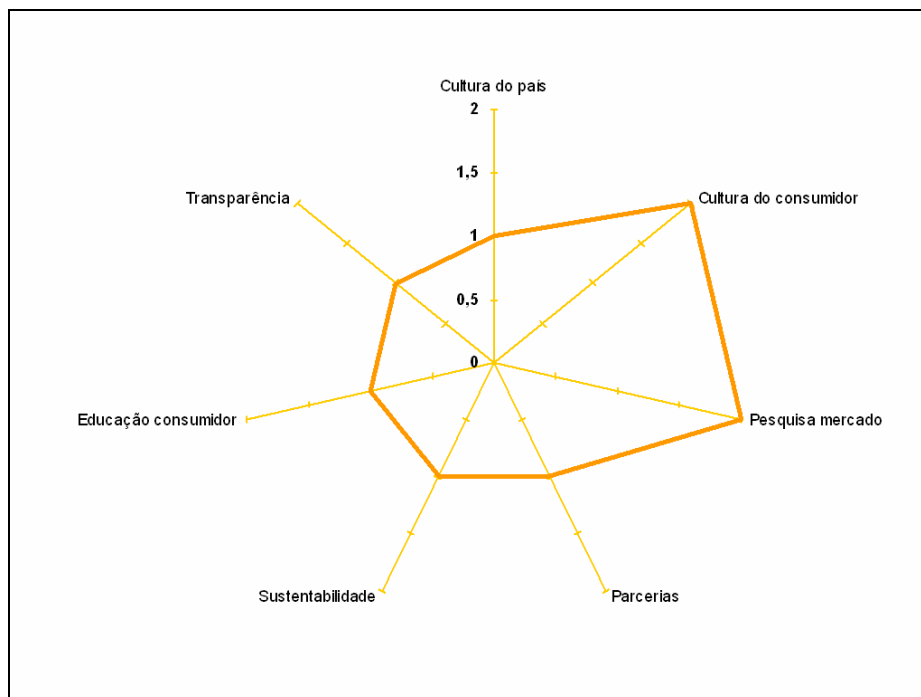 Cultura do país
2
1,5
Transparência
Cultura do consumidor
1
0,5
0
Educação consumidor
Pesquisa mercado
Sustentabilidade
Parcerias